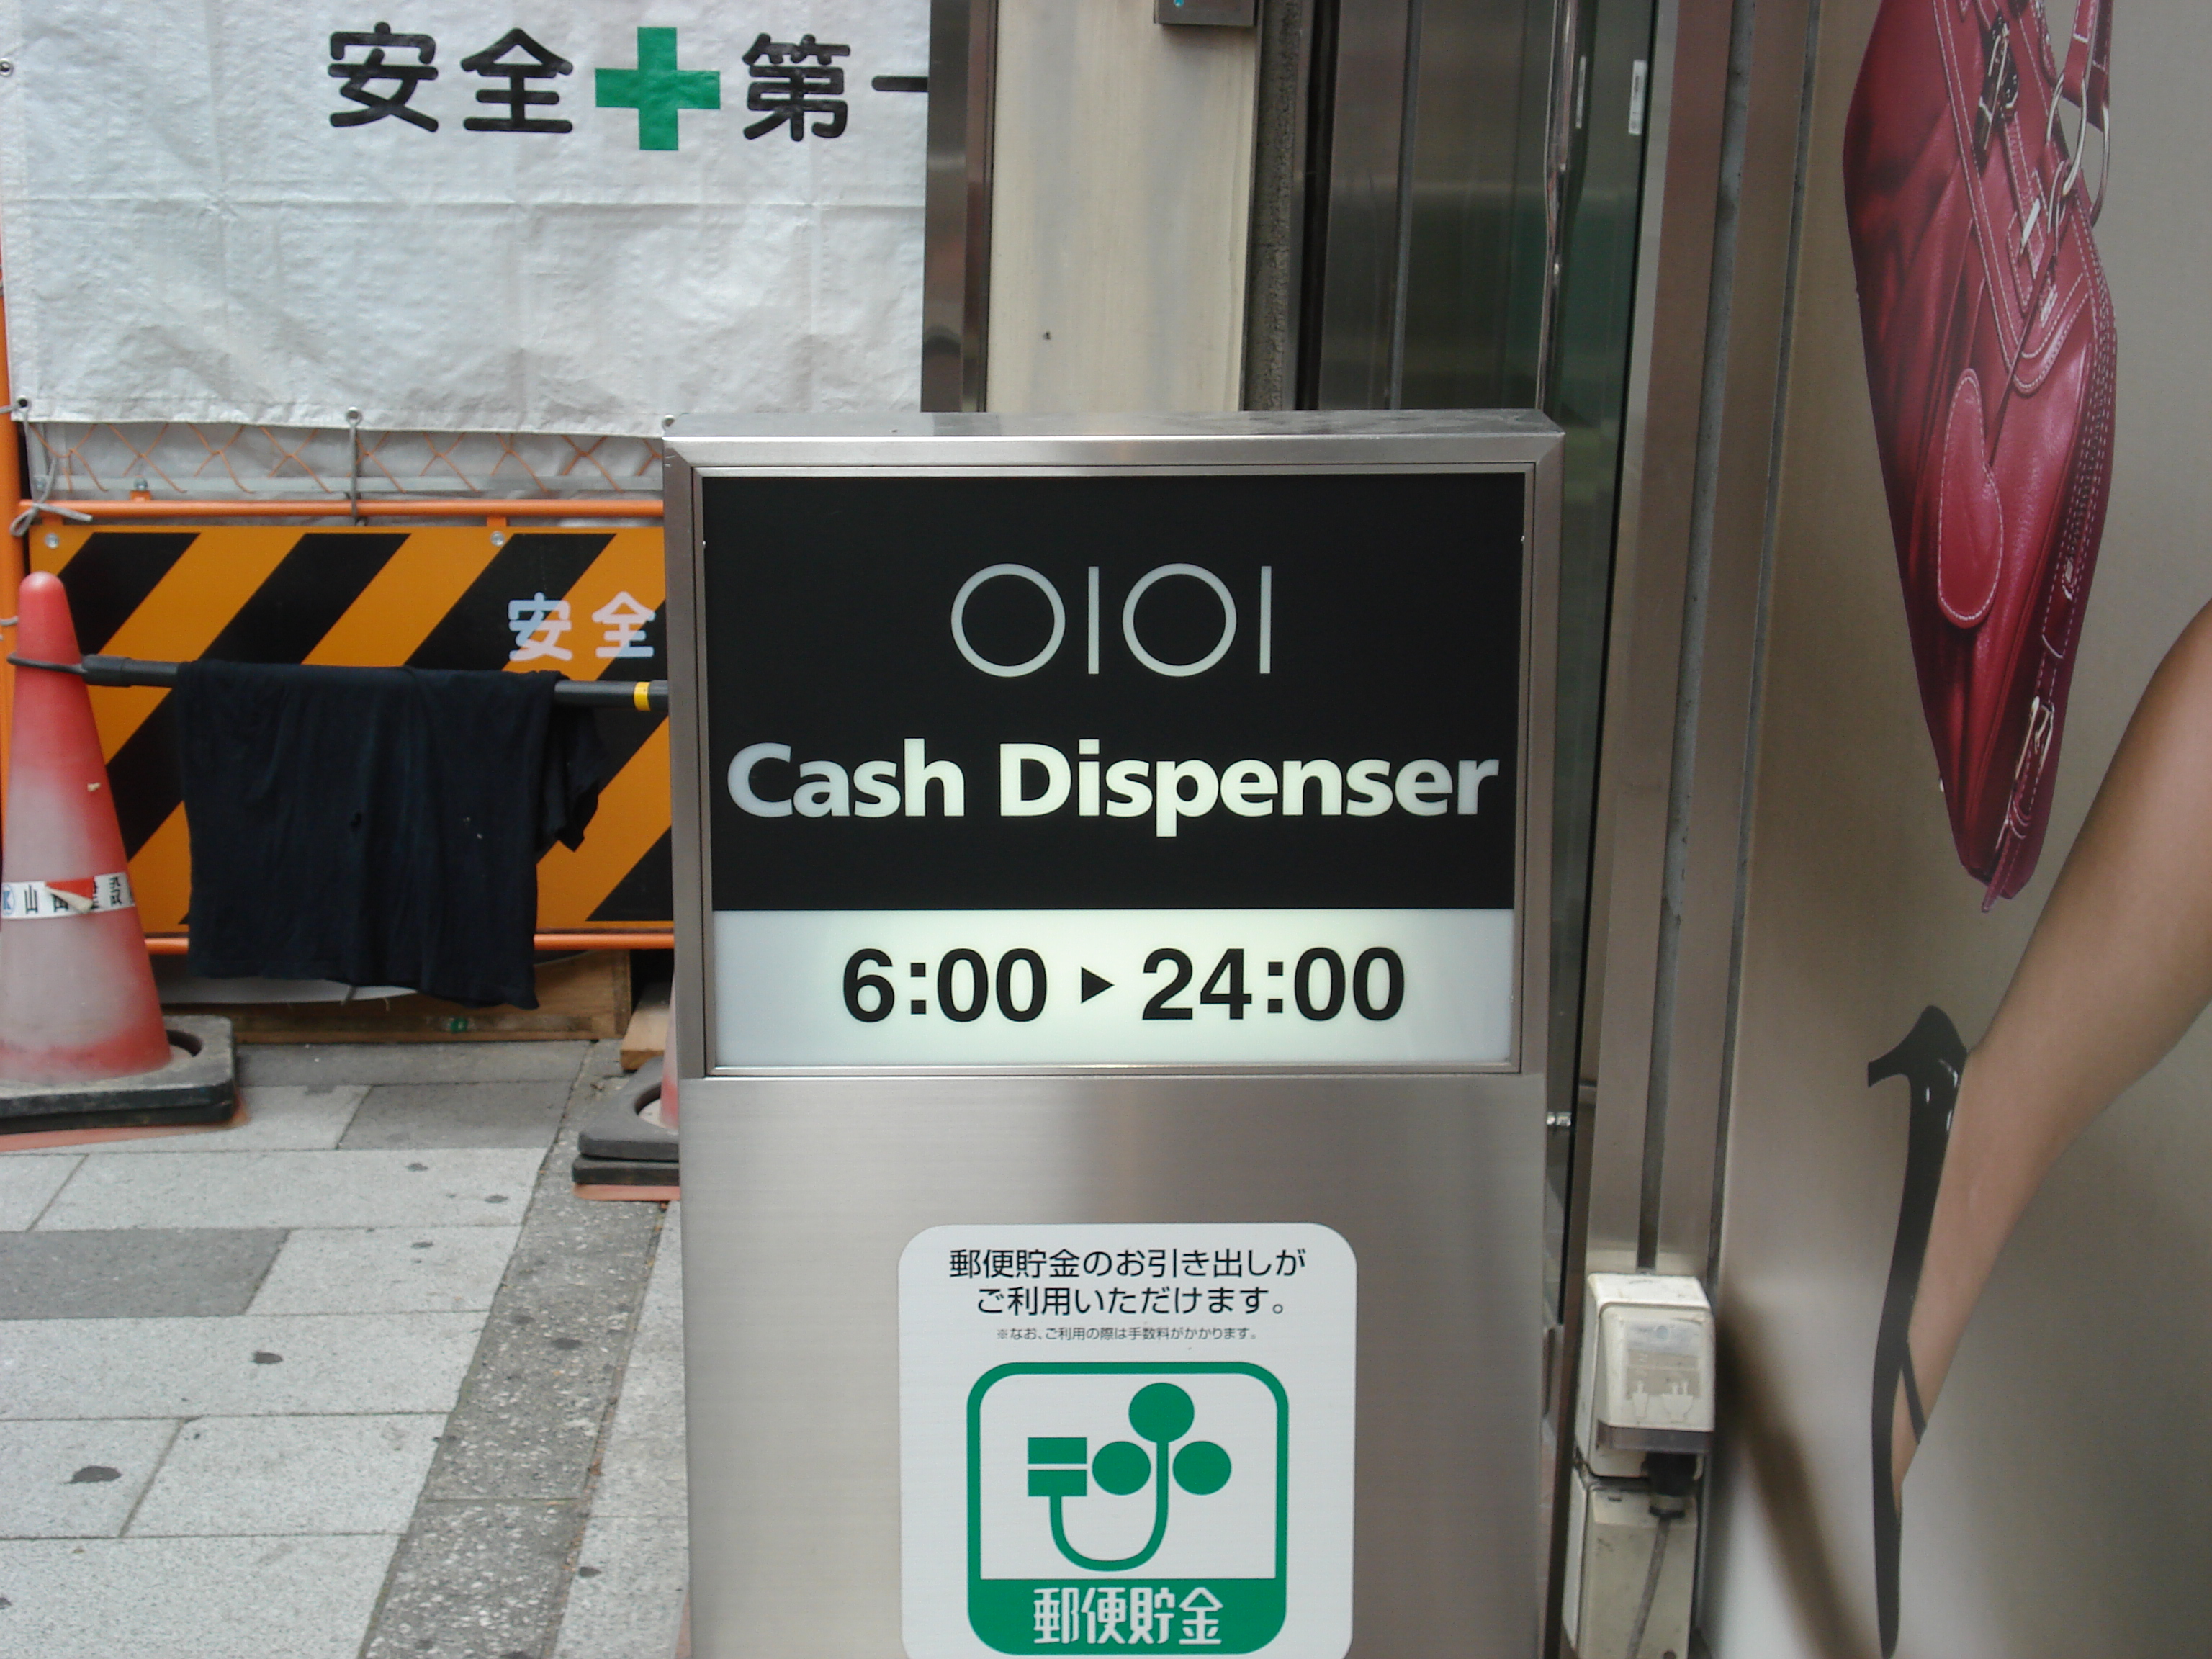 安全 第一
安全
OIOI
Cash Dispenser
6:00 ▶ 24:00
郵便貯金のお引き出しが
ご利用いただけます。
※なお、ご利用の際は手数料がかかります。
郵便貯金